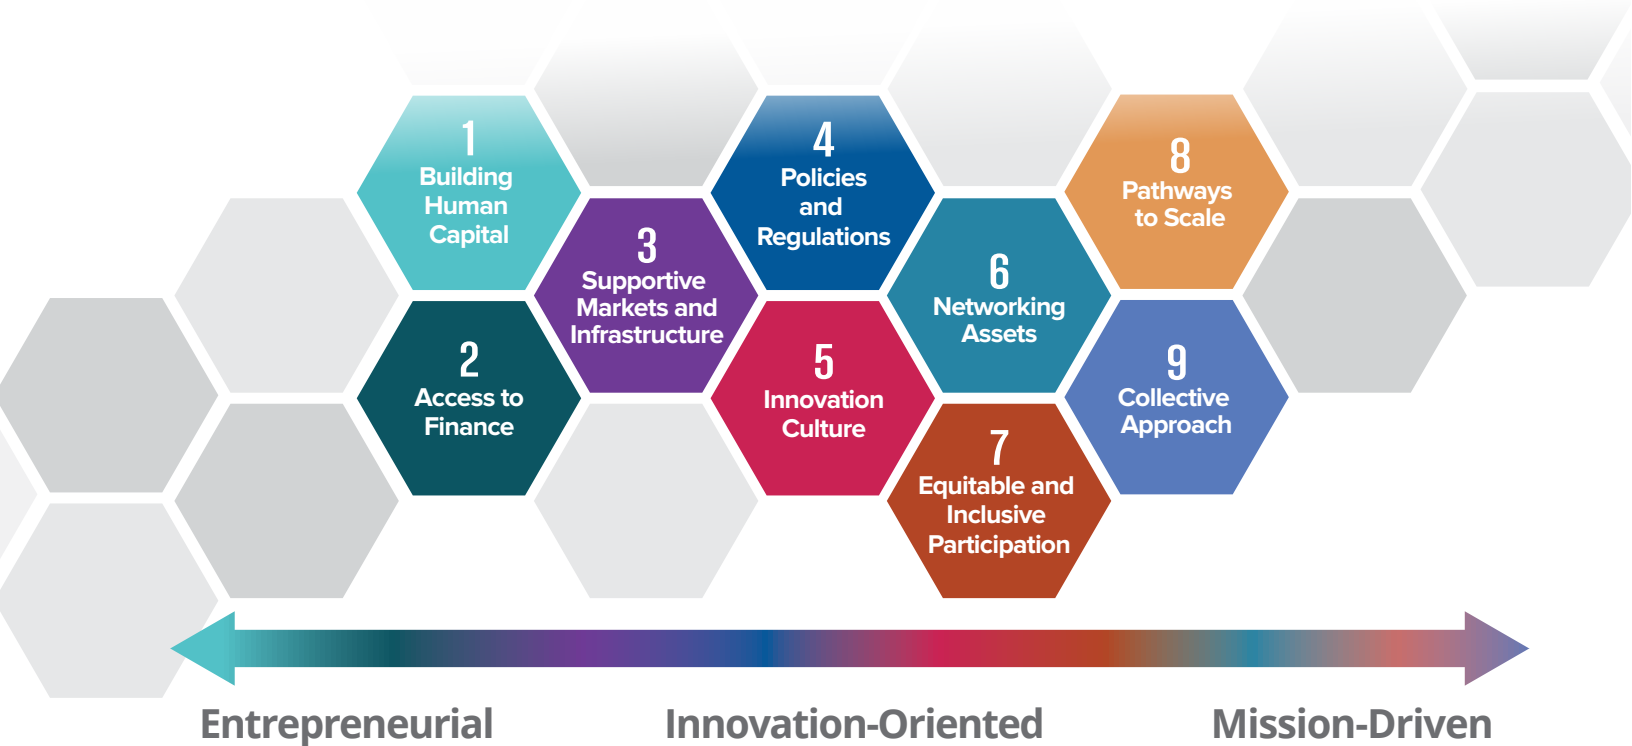 1
Building
Human
Capital
2
Access to
Finance
3
Supportive
Markets and
Infrastructure
4
Policies
and
Regulations
5
Innovation
Culture
6
Networking
Assets
7
Equitable and
Inclusive
Participation
8
Pathways
to Scale
9
Collective
Approach
Entrepreneurial
Innovation-Oriented
Mission-Driven